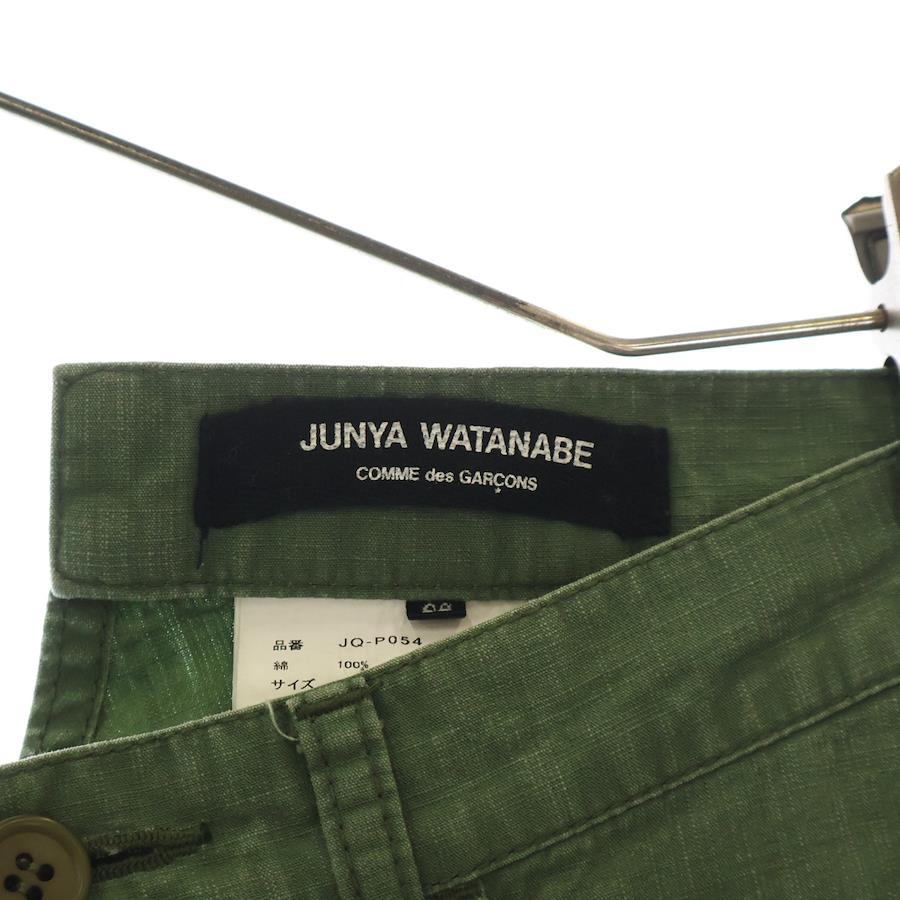 JUNYA WATANABE
COMME des GARÇONS
品番 JQ-P054
綿 100%
サイズ